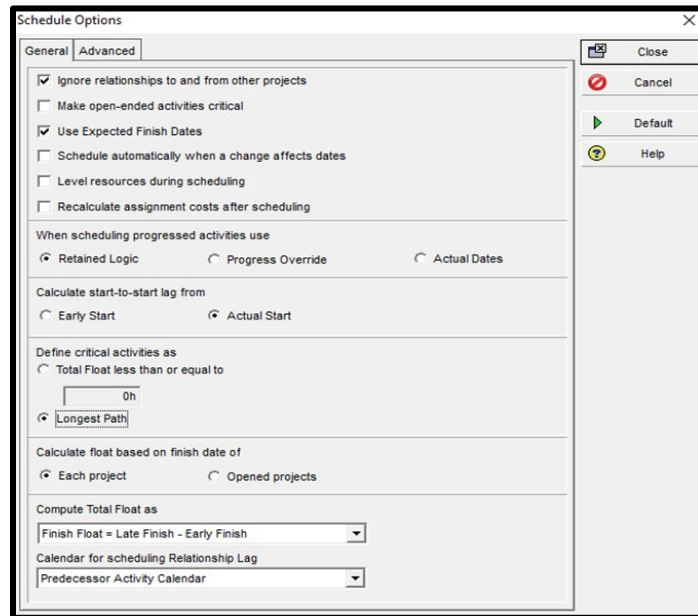 Schedule Options
General Advanced
Close
Cancel
Default
Help
Ignore relationships to and from other projects
Make open-ended activities critical
Use Expected Finish Dates
Schedule automatically when a change affects dates
Level resources during scheduling
Recalculate assignment costs after scheduling
When scheduling progressed activities use
Retained Logic Progress Override Actual Dates
Calculate start-to-start lag from
Early Start Actual Start
Define critical activities as
Total Float less than or equal to
0h
Longest Path
Calculate float based on finish date of
Each project Opened projects
Compute Total Float as
Finish Float = Late Finish - Early Finish
Calendar for scheduling Relationship Lag
Predecessor Activity Calendar